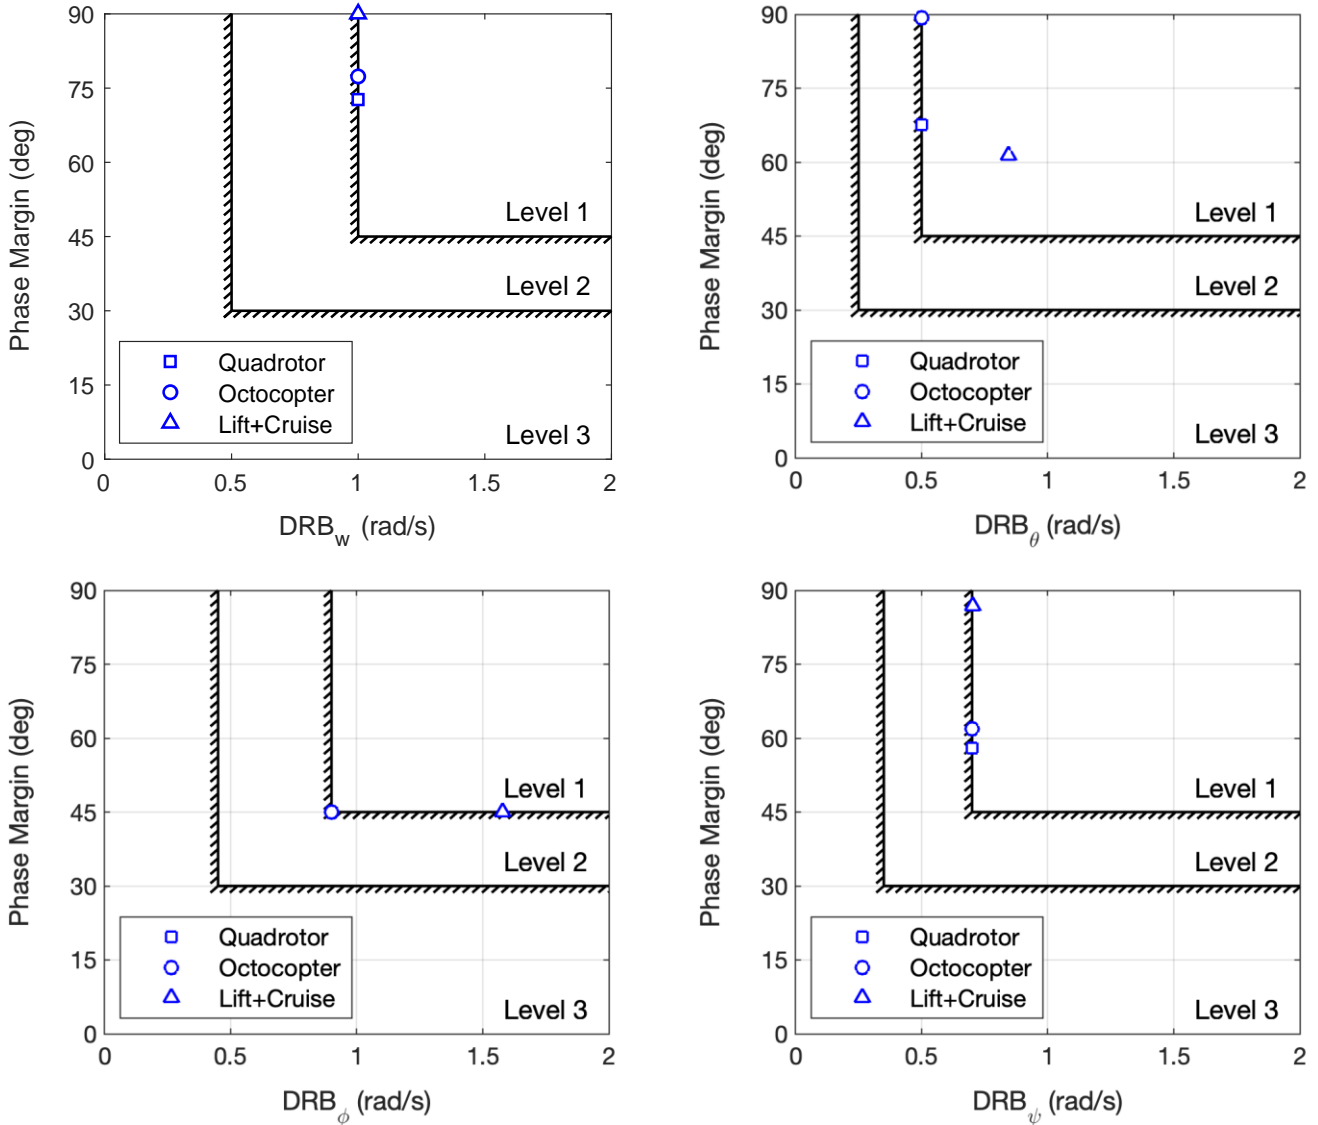 90
75
60
45
30
15
0
Phase Margin (deg)
Level 1
Level 2
Level 3
Quadrotor
Octocopter
Lift+Cruise
0 0.5 1 1.5 2
DRB_w (rad/s)
90
75
60
45
30
15
0
Phase Margin (deg)
Level 1
Level 2
Level 3
Quadrotor
Octocopter
Lift+Cruise
0 0.5 1 1.5 2
DRB_θ (rad/s)
90
75
60
45
30
15
0
Phase Margin (deg)
Level 1
Level 2
Level 3
Quadrotor
Octocopter
Lift+Cruise
0 0.5 1 1.5 2
DRB_ϕ (rad/s)
90
75
60
45
30
15
0
Phase Margin (deg)
Level 1
Level 2
Level 3
Quadrotor
Octocopter
Lift+Cruise
0 0.5 1 1.5 2
DRB_ψ (rad/s)